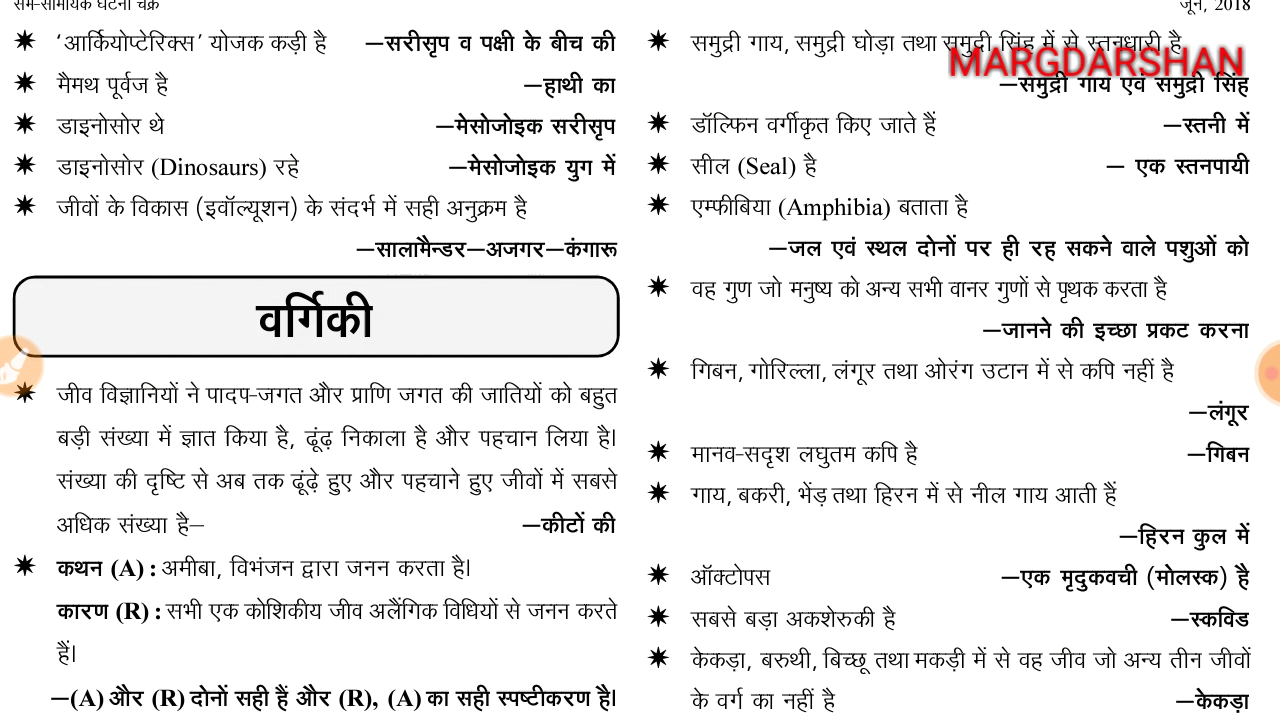 सम-सामयिक घटना चक्र
जून, 2018
'आर्कियोप्टेरिक्स' योजक कड़ी है —सरीसृप व पक्षी के बीच की
मैमथ पूर्वज है —हाथी का
डाइनोसोर थे —मेसोजोइक सरीसृप
डाइनोसोर (Dinosaurs) रहे —मेसोजोइक युग में
जीवों के विकास (इवॉल्यूशन) के संदर्भ में सही अनुक्रम है
—सालामैन्डर—अजगर—कंगारू
वर्गिकी
जीव विज्ञानियों ने पादप-जगत और प्राणि जगत की जातियों को बहुत
बड़ी संख्या में ज्ञात किया है, ढूंढ़ निकाला है और पहचान लिया है।
संख्या की दृष्टि से अब तक ढूंढ़े हुए और पहचाने हुए जीवों में सबसे
अधिक संख्या है– —कीटों की
कथन (A) : अमीबा, विभंजन द्वारा जनन करता है।
कारण (R) : सभी एक कोशिकीय जीव अलैंगिक विधियों से जनन करते
हैं।
—(A) और (R) दोनों सही हैं और (R), (A) का सही स्पष्टीकरण है।
समुद्री गाय, समुद्री घोड़ा तथा समुद्री सिंह में से स्तनधारी है
MARGDARSHAN
—समुद्री गाय एवं समुद्री सिंह
डॉल्फिन वर्गीकृत किए जाते हैं —स्तनी में
सील (Seal) है — एक स्तनपायी
एम्फीबिया (Amphibia) बताता है
—जल एवं स्थल दोनों पर ही रह सकने वाले पशुओं को
वह गुण जो मनुष्य को अन्य सभी वानर गुणों से पृथक करता है
—जानने की इच्छा प्रकट करना
गिबन, गोरिल्ला, लंगूर तथा ओरंग उटान में से कपि नहीं है
—लंगूर
मानव-सदृश लघुतम कपि है —गिबन
गाय, बकरी, भेंड़ तथा हिरन में से नील गाय आती हैं
—हिरन कुल में
ऑक्टोपस —एक मृदुकवची (मोलस्क) है
सबसे बड़ा अकशेरुकी है —स्कविड
केकड़ा, बरुथी, बिच्छू तथा मकड़ी में से वह जीव जो अन्य तीन जीवों
के वर्ग का नहीं है —केकड़ा